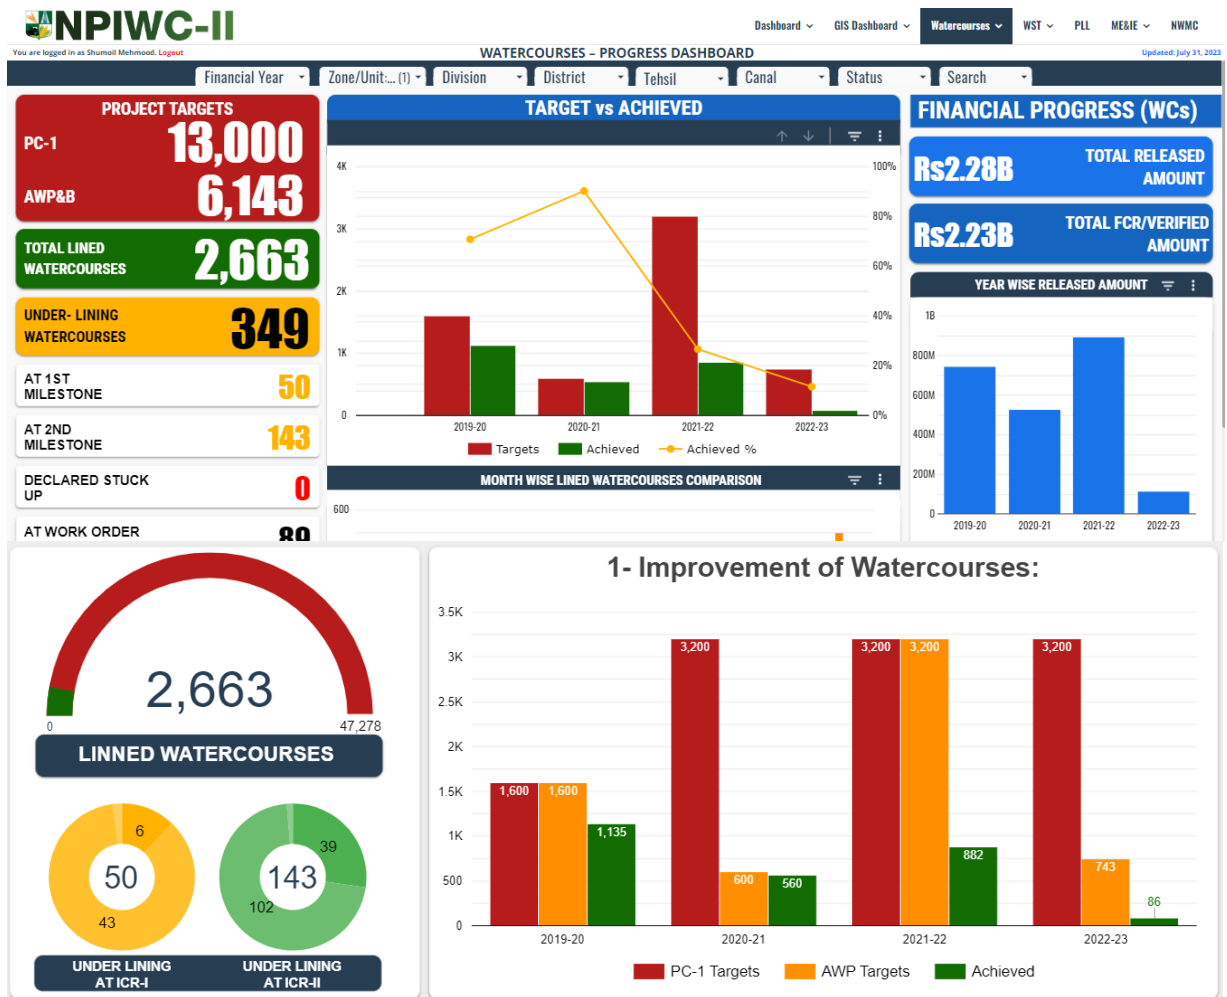 NPIWC-II
Dashboard
GIS Dashboard
Watercourses
WST
PLL
ME&IE
NWMC
You are logged in as Shumoil Mehmood. Logout
WATERCOURSES – PROGRESS DASHBOARD
Updated: July 31, 2023
Financial Year
Zone/Unit:... (1)
Division
District
Tehsil
Canal
Status
Search
PROJECT TARGETS
PC-1
13,000
AWP&B
6,143
TOTAL LINED
WATERCOURSES
2,663
UNDER- LINING
WATERCOURSES
349
AT 1ST
MILESTONE
50
AT 2ND
MILESTONE
143
DECLARED STUCK
UP
0
AT WORK ORDER
89
TARGET vs ACHIEVED
4K
3K
2K
1K
0
100%
80%
60%
40%
20%
0%
2019-20
2020-21
2021-22
2022-23
Targets
Achieved
Achieved %
MONTH WISE LINED WATERCOURSES COMPARISON
600
FINANCIAL PROGRESS (WCs)
Rs2.28B
TOTAL RELEASED
AMOUNT
Rs2.23B
TOTAL FCR/VERIFIED
AMOUNT
YEAR WISE RELEASED AMOUNT
1B
800M
600M
400M
200M
0
2019-20
2020-21
2021-22
2022-23
2,663
0
47,278
LINNED WATERCOURSES
6
50
43
39
143
102
UNDER LINING
AT ICR-I
UNDER LINING
AT ICR-II
1- Improvement of Watercourses:
3.5K
3K
2.5K
2K
1.5K
1K
500
0
1,600
1,600
1,135
3,200
600
560
3,200
3,200
882
3,200
743
86
2019-20
2020-21
2021-22
2022-23
PC-1 Targets
AWP Targets
Achieved